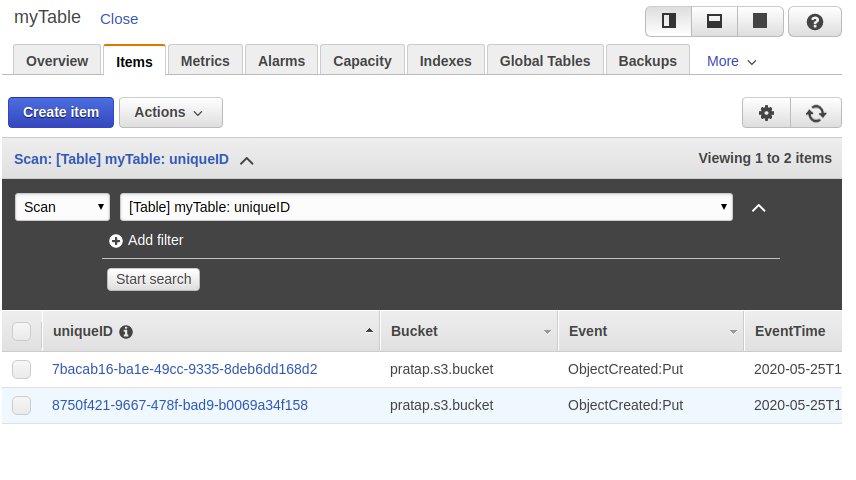 myTable Close
Overview Items Metrics Alarms Capacity Indexes Global Tables Backups More
Create item Actions
Scan: [Table] myTable: uniqueID Viewing 1 to 2 items
Scan [Table] myTable: uniqueID
Add filter
Start search
uniqueID Bucket Event EventTime
7bacab16-ba1e-49cc-9335-8deb6dd168d2 pratap.s3.bucket ObjectCreated:Put 2020-05-25T1
8750f421-9667-478f-bad9-b0069a34f158 pratap.s3.bucket ObjectCreated:Put 2020-05-25T1